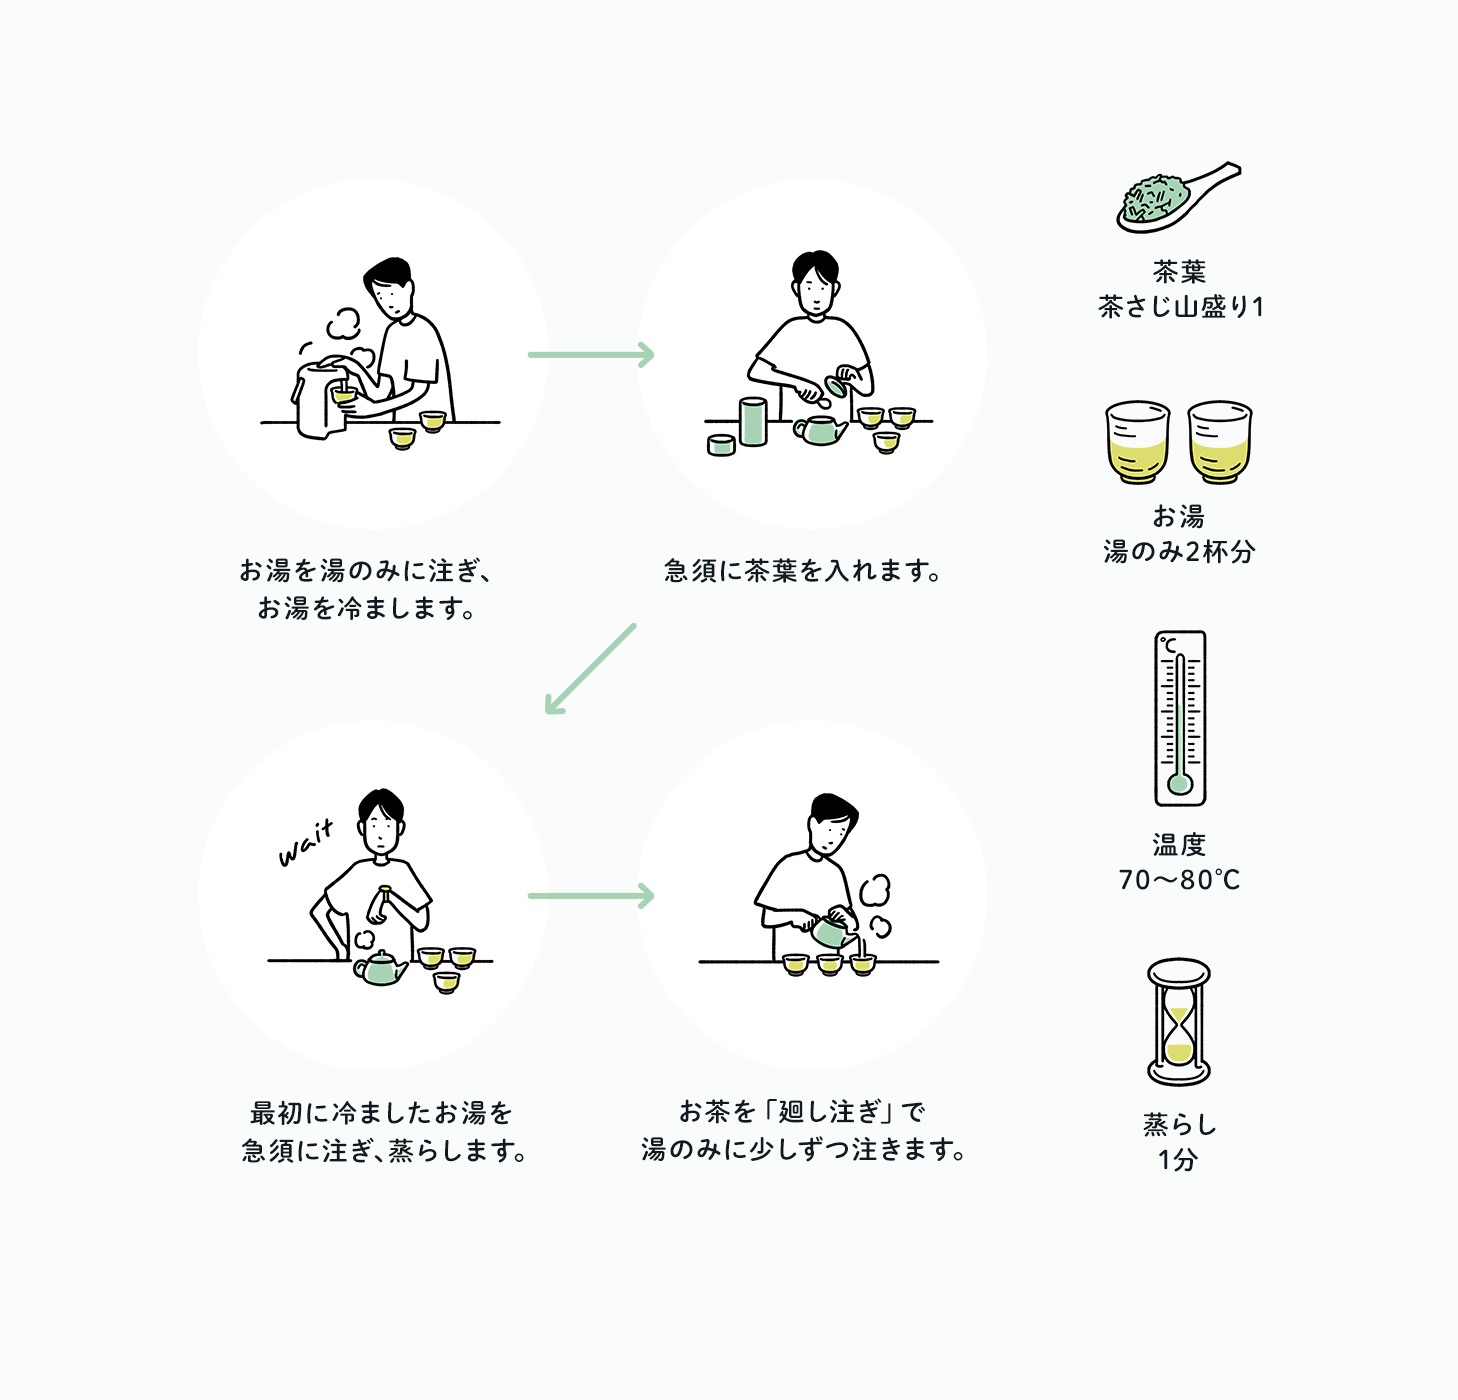 お湯を湯のみに注ぎ、
お湯を冷まします。
急須に茶葉を入れます。
wait
最初に冷ましたお湯を
急須に注ぎ、蒸らします。
お茶を「廻し注ぎ」で
湯のみに少しずつ注きます。
茶葉
茶さじ山盛り1
お湯
湯のみ2杯分
℃
温度
70〜80℃
蒸らし
1分